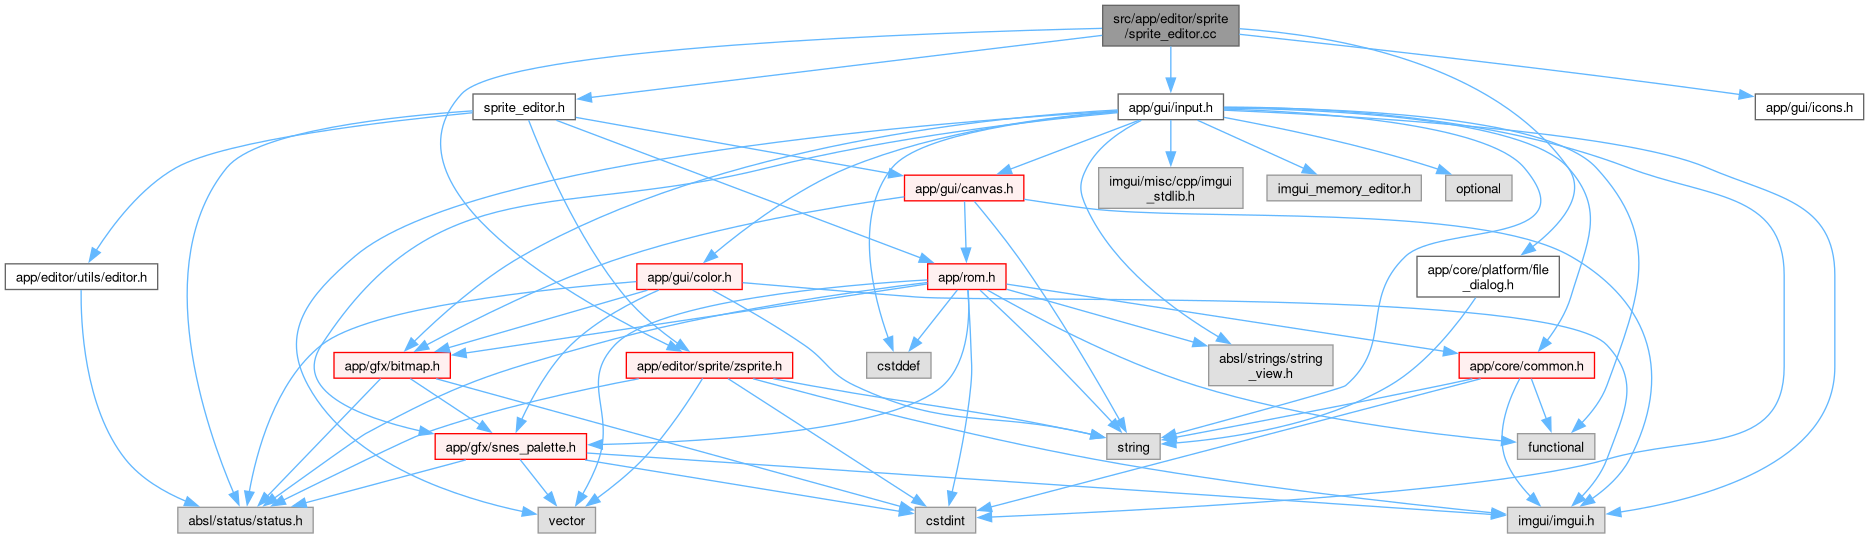 src/app/editor/sprite
/sprite_editor.cc
sprite_editor.h
app/gui/input.h
app/gui/icons.h
app/gui/canvas.h
imgui/misc/cpp/imgui
_stdlib.h
imgui_memory_editor.h
optional
app/editor/utils/editor.h
app/gui/color.h
app/rom.h
app/core/platform/file
_dialog.h
app/gfx/bitmap.h
app/editor/sprite/zsprite.h
cstddef
absl/strings/string
_view.h
app/core/common.h
app/gfx/snes_palette.h
string
functional
absl/status/status.h
vector
cstdint
imgui/imgui.h